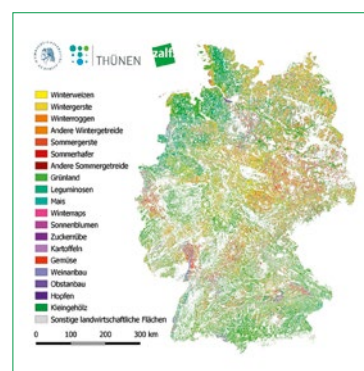 THÜNEN
zalf
Winterweizen
Wintergerste
Winterroggen
Andere Wintergetreide
Sommergerste
Sommerhafer
Andere Sommergetreide
Grünland
Leguminosen
Mais
Winterraps
Sonnenblumen
Zuckerrübe
Kartoffeln
Gemüse
Weinanbau
Obstanbau
Hopfen
Kleingehölz
Sonstige landwirtschaftliche Flächen
0 100 200 300 km